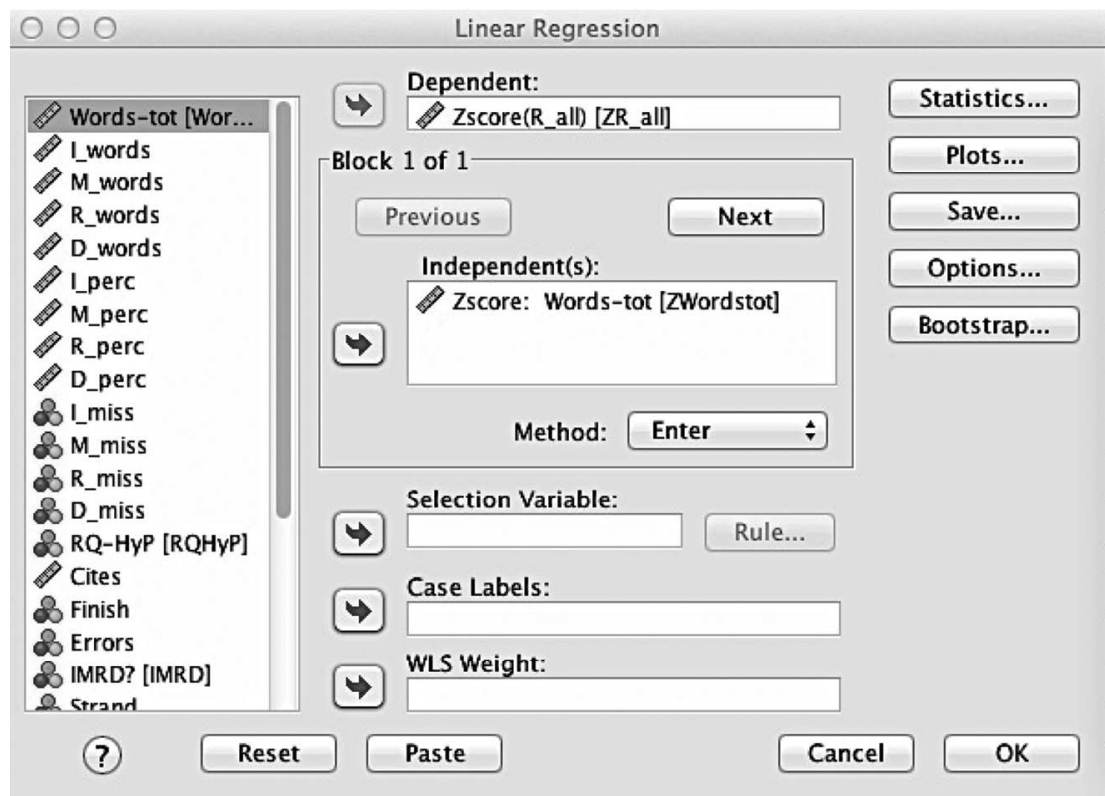 Linear Regression
Words-tot [Wor...
I_words
M_words
R_words
D_words
I_perc
M_perc
R_perc
D_perc
I_miss
M_miss
R_miss
D_miss
RQ-HyP [RQHyP]
Cites
Finish
Errors
IMRD? [IMRD]
Strand
Dependent:
Zscore(R_all) [ZR_all]
Block 1 of 1
Previous Next
Independent(s):
Zscore: Words-tot [ZWordstot]
Method: Enter
Selection Variable:
Rule...
Case Labels:
WLS Weight:
Statistics...
Plots...
Save...
Options...
Bootstrap...
? Reset Paste Cancel OK